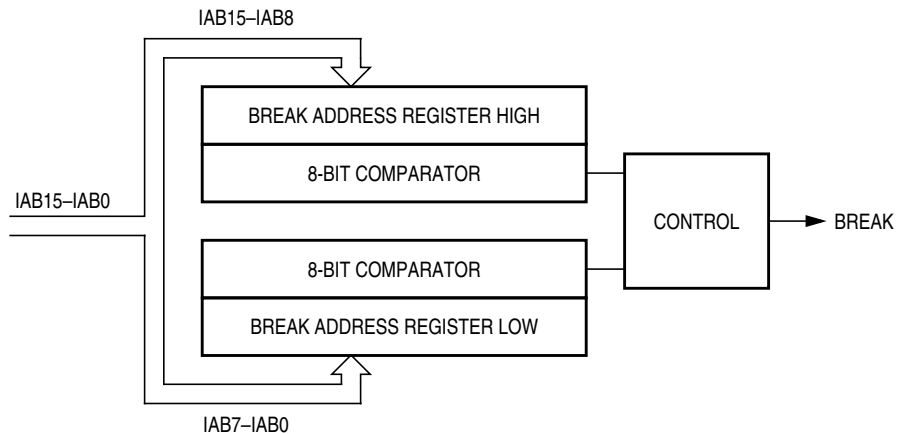 IAB15–IAB8
BREAK ADDRESS REGISTER HIGH
8-BIT COMPARATOR
IAB15–IAB0
CONTROL
BREAK
8-BIT COMPARATOR
BREAK ADDRESS REGISTER LOW
IAB7–IAB0